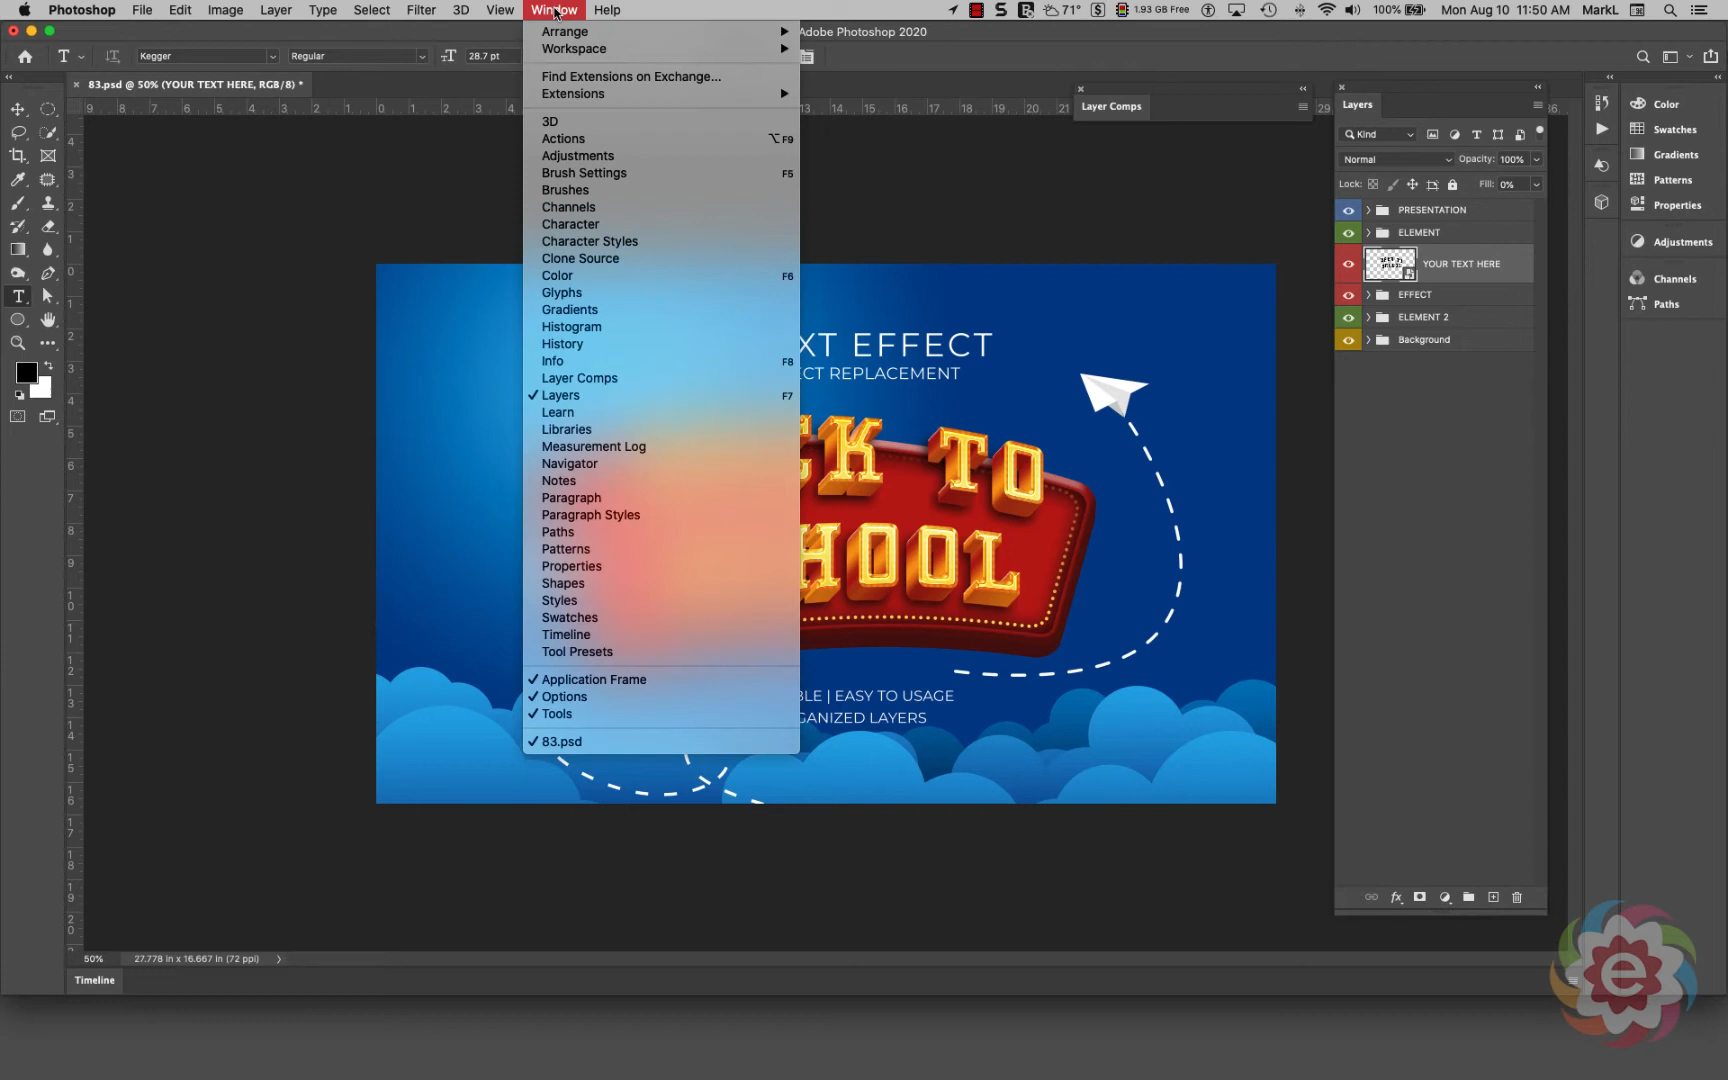 Photoshop File Edit Image Layer Type Select Filter 3D View Window Help 71° 1.93 GB Free 100% Mon Aug 10 11:50 AM MarkL
Adobe Photoshop 2020
Kegger Regular 28.7 pt
83.psd @ 50% (YOUR TEXT HERE, RGB/8) *
Arrange
Workspace
Find Extensions on Exchange...
Extensions
3D
Actions ⌥F9
Adjustments
Brush Settings F5
Brushes
Channels
Character
Character Styles
Clone Source
Color F6
Glyphs
Gradients
Histogram
History
Info F8
Layer Comps
✓ Layers F7
Learn
Libraries
Measurement Log
Navigator
Notes
Paragraph
Paragraph Styles
Paths
Patterns
Properties
Shapes
Styles
Swatches
Timeline
Tool Presets
✓ Application Frame
✓ Options
✓ Tools
✓ 83.psd
XT EFFECT
ECT REPLACEMENT
CK TO
HOOL
BLE | EASY TO USAGE
GANIZED LAYERS
Layer Comps
Layers
Kind
Normal Opacity: 100%
Lock: Fill: 0%
PRESENTATION
ELEMENT
YOUR TEXT HERE
EFFECT
ELEMENT 2
Background
Color
Swatches
Gradients
Patterns
Properties
Adjustments
Channels
Paths
50% 27.778 in x 16.667 in (72 ppi)
Timeline
e